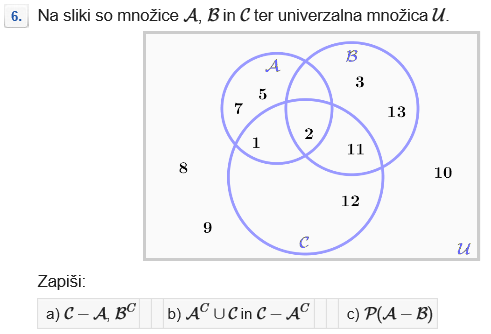 6. Na sliki so množice 𝒜, ℬ in 𝒞 ter univerzalna množica 𝒰.
𝒜
ℬ
3
5
7
13
1
2
11
8
10
12
9
𝒞
𝒰
Zapiši:
a) 𝒞 − 𝒜, ℬ^C b) 𝒜^C ∪ 𝒞 in 𝒞 − 𝒜^C c) 𝒫(𝒜 − ℬ)